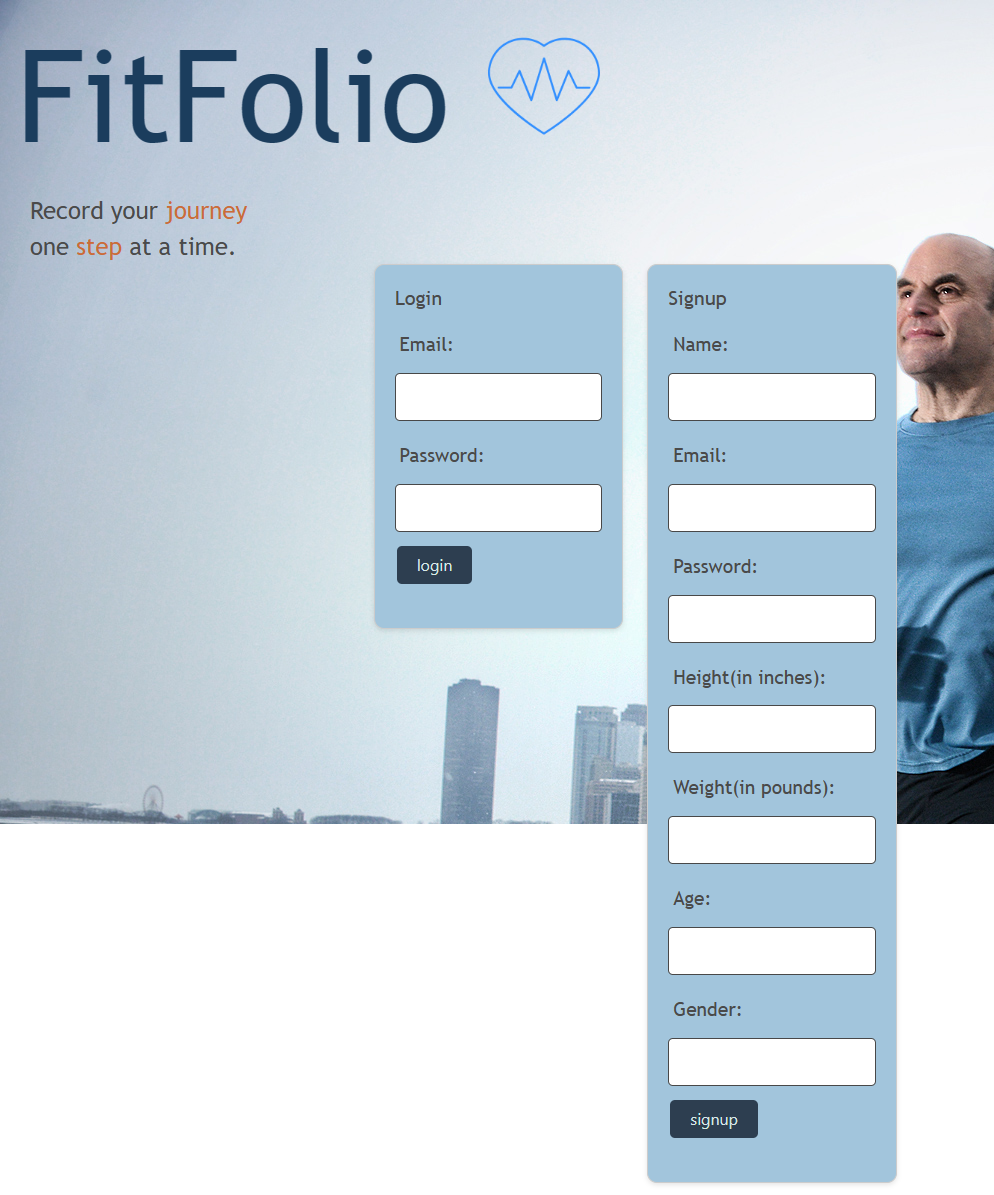 FitFolio
Record your journey
one step at a time.
Login
Email:
Password:
login
Signup
Name:
Email:
Password:
Height(in inches):
Weight(in pounds):
Age:
Gender:
signup